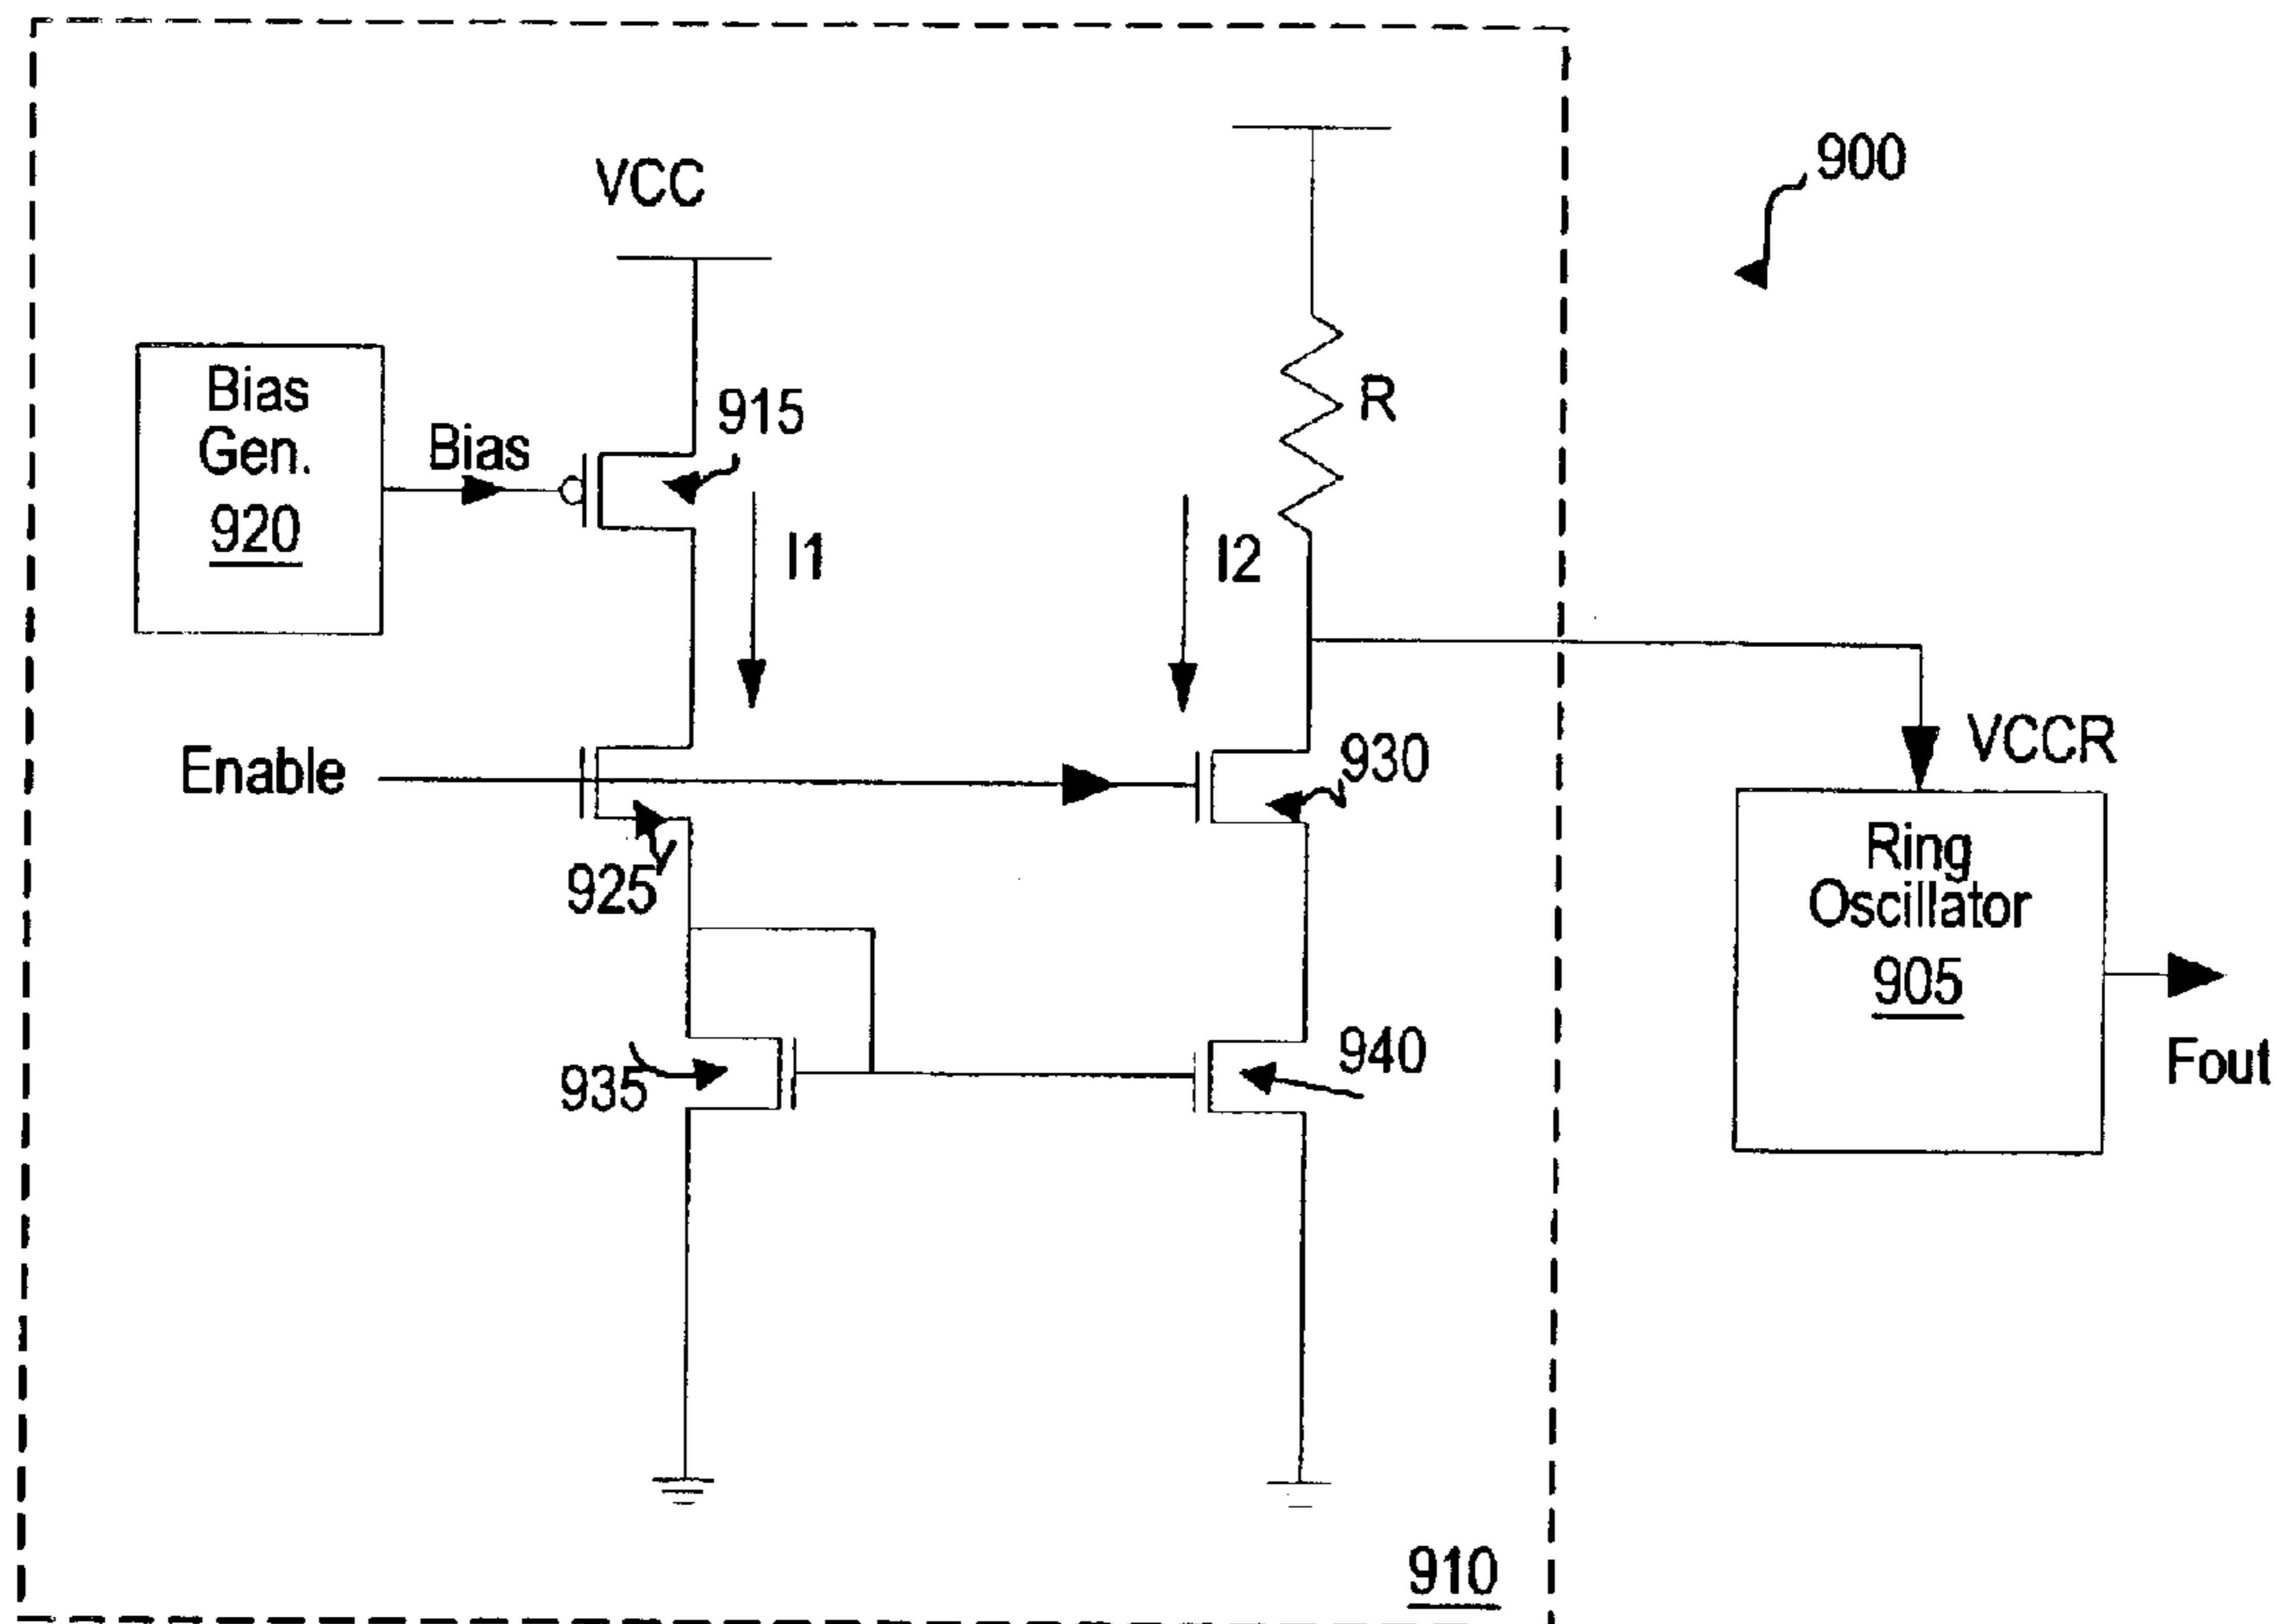 900
VCC
R
915
Bias
Gen.
920
Bias
I1
I2
Enable
930
VCCR
925
Ring
Oscillator
905
935
940
Fout
910